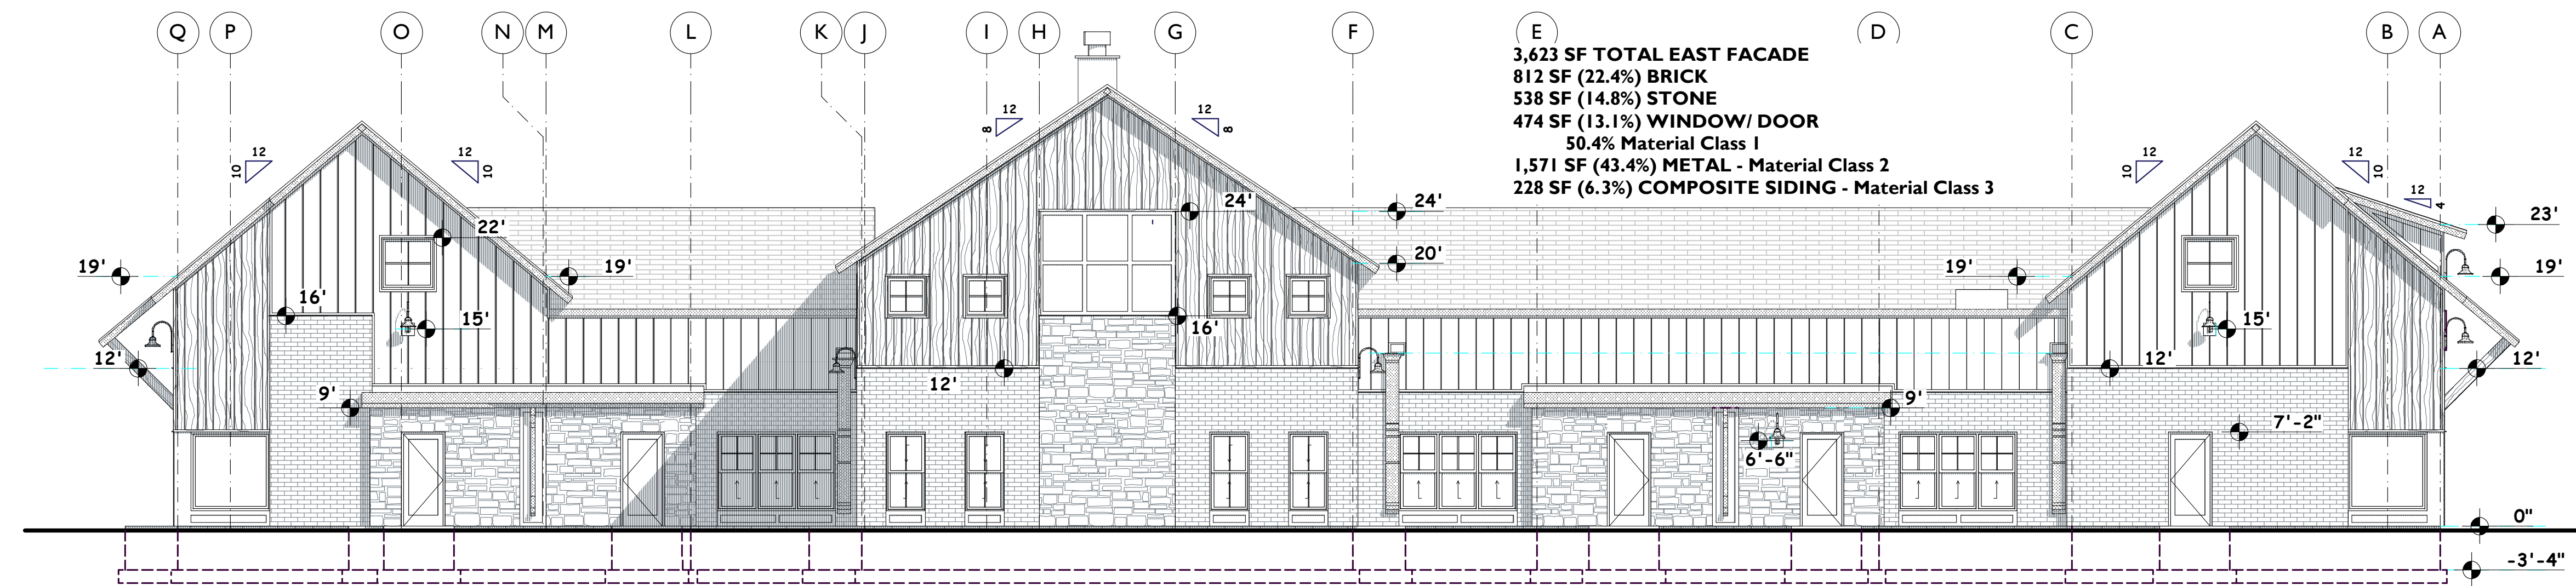 Q P O N M L K J I H G F E D C B A
3,623 SF TOTAL EAST FACADE
812 SF (22.4%) BRICK
538 SF (14.8%) STONE
474 SF (13.1%) WINDOW/ DOOR
50.4% Material Class 1
1,571 SF (43.4%) METAL - Material Class 2
228 SF (6.3%) COMPOSITE SIDING - Material Class 3
12 12 12 12 12 12 12
8 8
10 10 10 10
4
24' 24' 23'
22'
20'
19' 19' 19' 19'
16' 16'
15' 15'
12' 12' 12' 12'
9' 9'
7'-2"
6'-6"
0"
-3'-4"